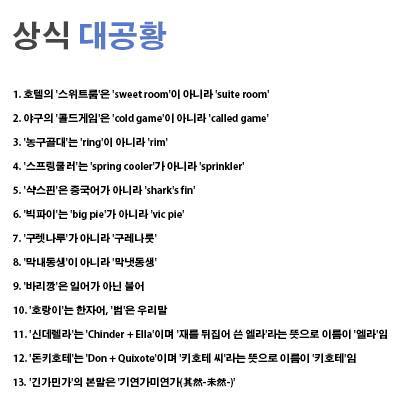 상식 대공황
1. 호텔의 '스위트룸'은 'sweet room'이 아니라 'suite room'
2. 야구의 '콜드게임'은 'cold game'이 아니라 'called game'
3. '농구골대'는 'ring'이 아니라 'rim'
4. '스프링쿨러'는 'spring cooler'가 아니라 'sprinkler'
5. '샥스핀'은 중국어가 아니라 'shark's fin'
6. '빅파이'는 'big pie'가 아니라 'vic pie'
7. '구렛나루'가 아니라 '구레나룻'
8. '막내동생'이 아니라 '막냇동생'
9. '바리깡'은 일어가 아닌 불어
10. '호랑이'는 한자어, '범'은 우리말
11. '신데렐라'는 'Chinder + Ella'이며 '재를 뒤집어 쓴 엘라'라는 뜻으로 이름이 '엘라'임
12. '돈키호테'는 'Don + Quixote'이며 '키호테 씨'라는 뜻으로 이름이 '키호테'임
13. '긴가민가'의 본말은 '기연가미연가(其然-未然-)'